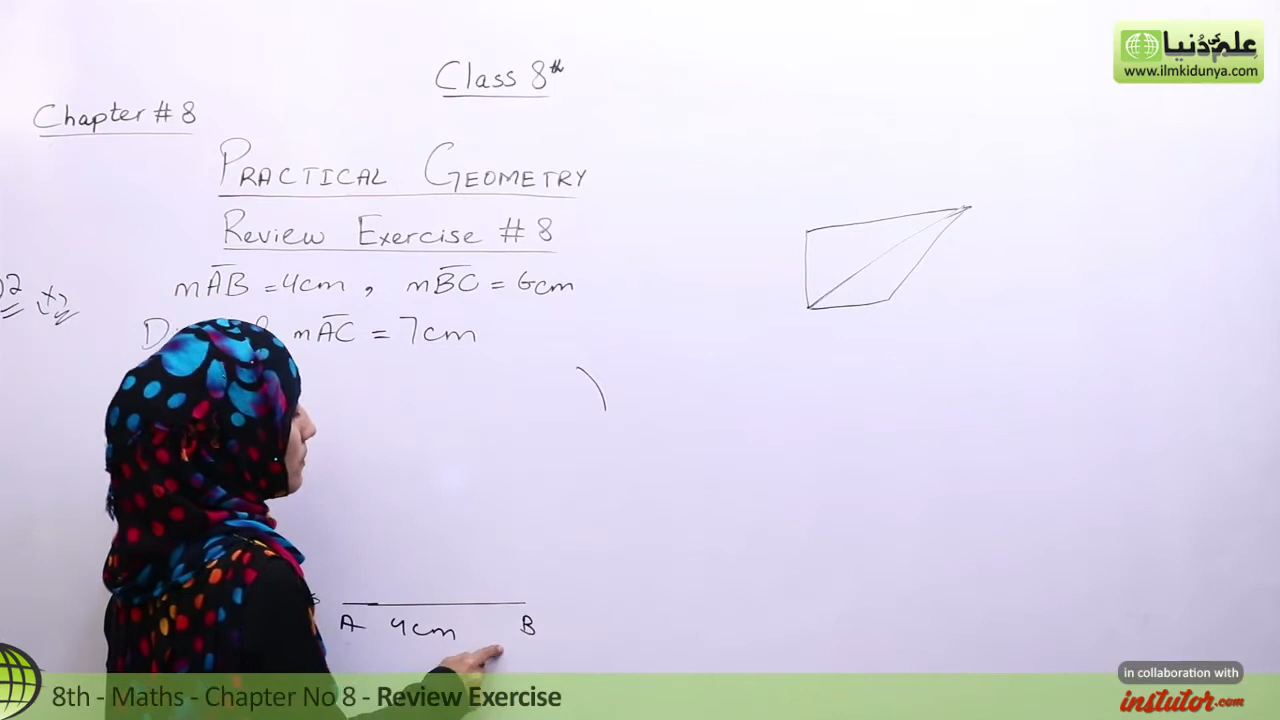 علم کی دُنیا
www.ilmkidunya.com
Class 8th
Chapter # 8
PRACTICAL GEOMETRY
Review Exercise # 8
mAB = 4cm , mBC = 6cm
mAC = 7cm
A 4cm B
8th - Maths - Chapter No 8 - Review Exercise
in collaboration with
instutor.com